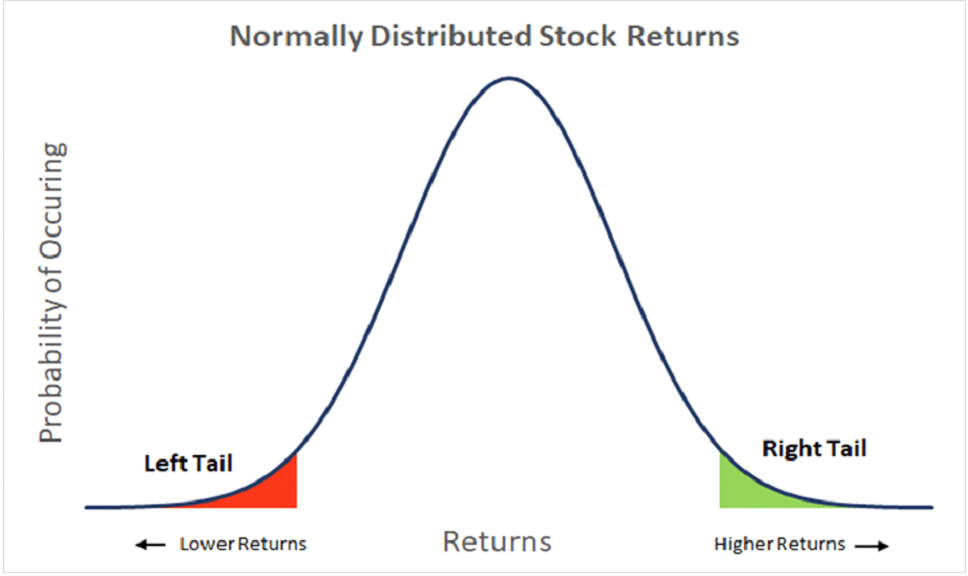 Normally Distributed Stock Returns
Probability of Occuring
Left Tail
Right Tail
Lower Returns
Returns
Higher Returns